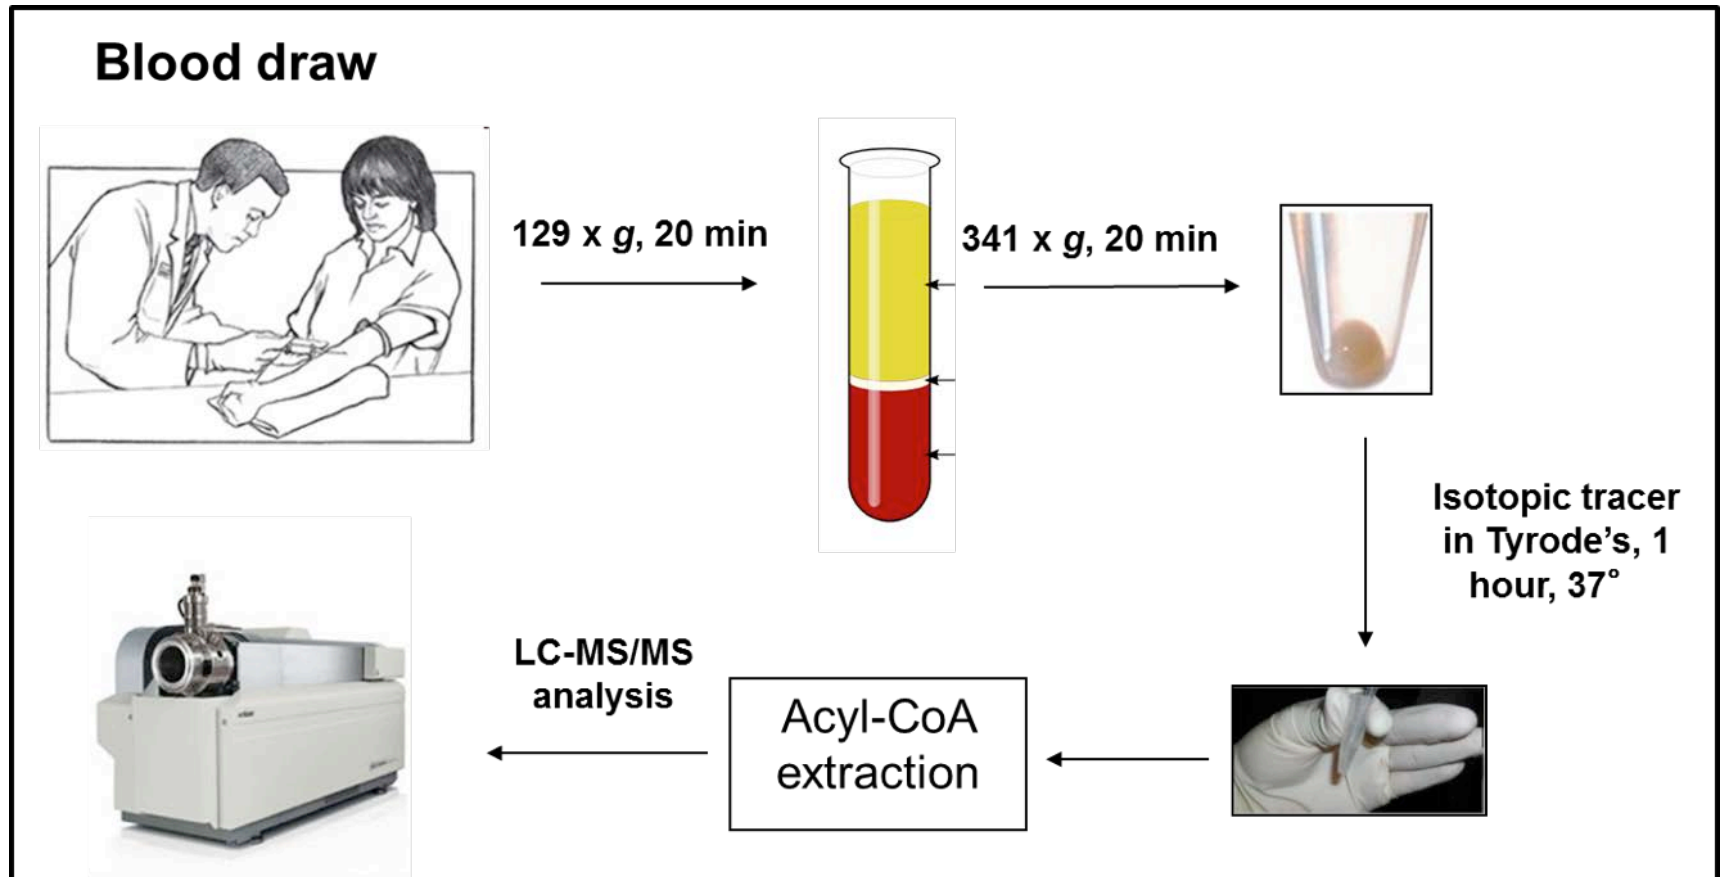 Blood draw
129 x g, 20 min
341 x g, 20 min
Isotopic tracer
in Tyrode’s, 1
hour, 37°
Acyl-CoA
extraction
LC-MS/MS
analysis